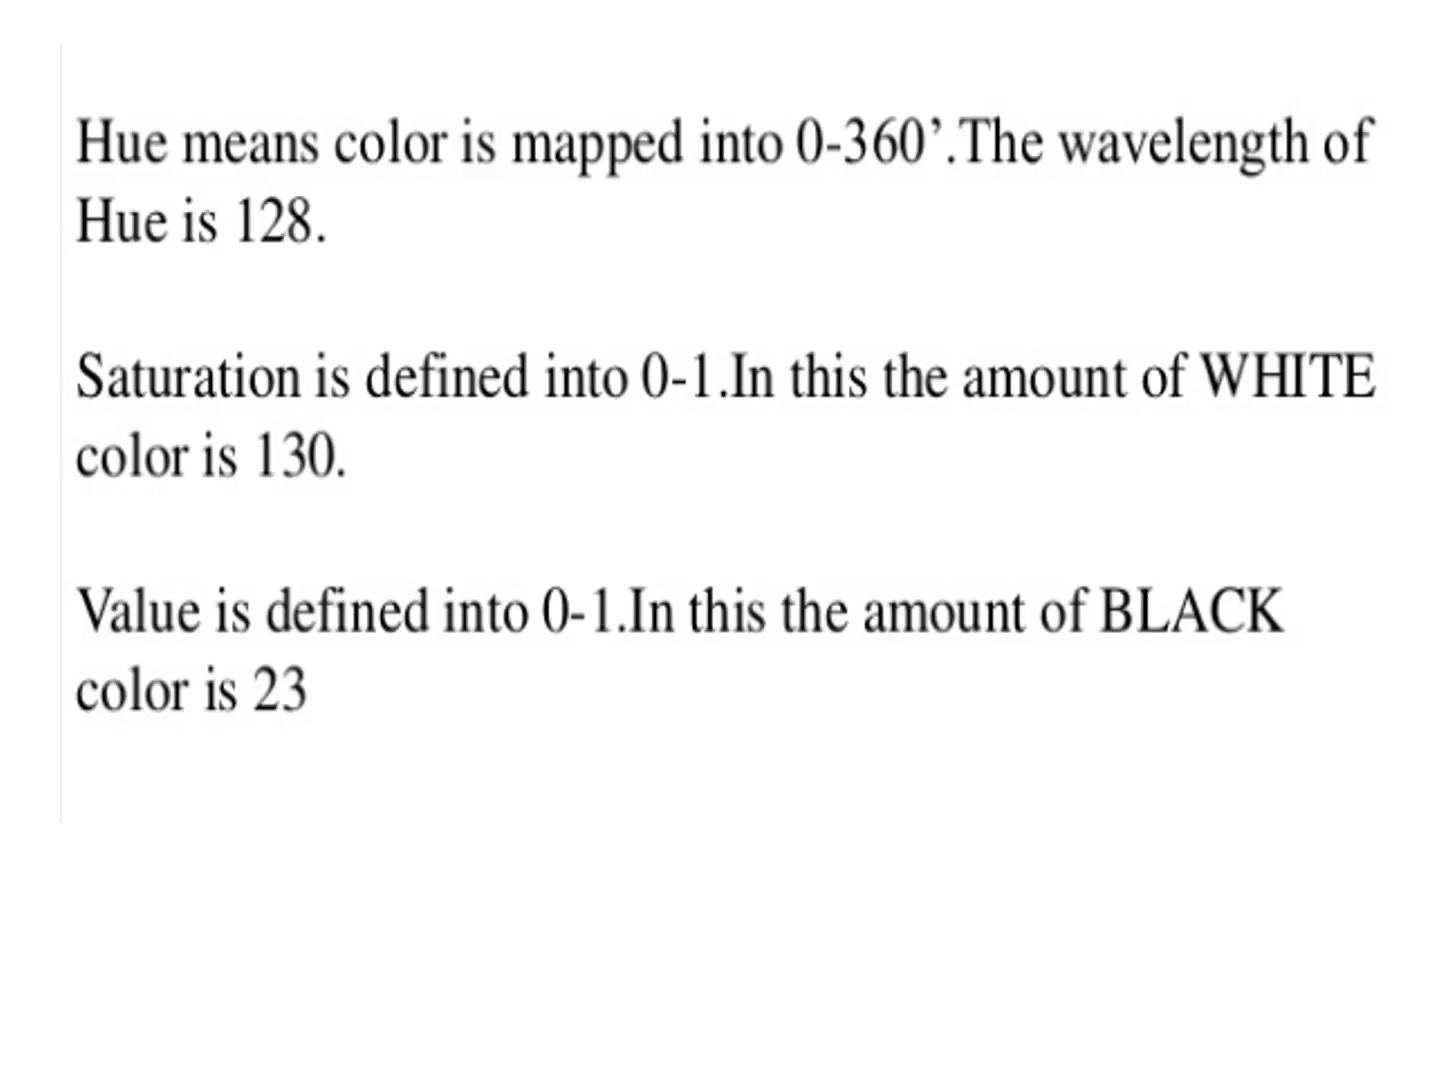 Hue means color is mapped into 0-360’.The wavelength of
Hue is 128.
Saturation is defined into 0-1.In this the amount of WHITE
color is 130.
Value is defined into 0-1.In this the amount of BLACK
color is 23